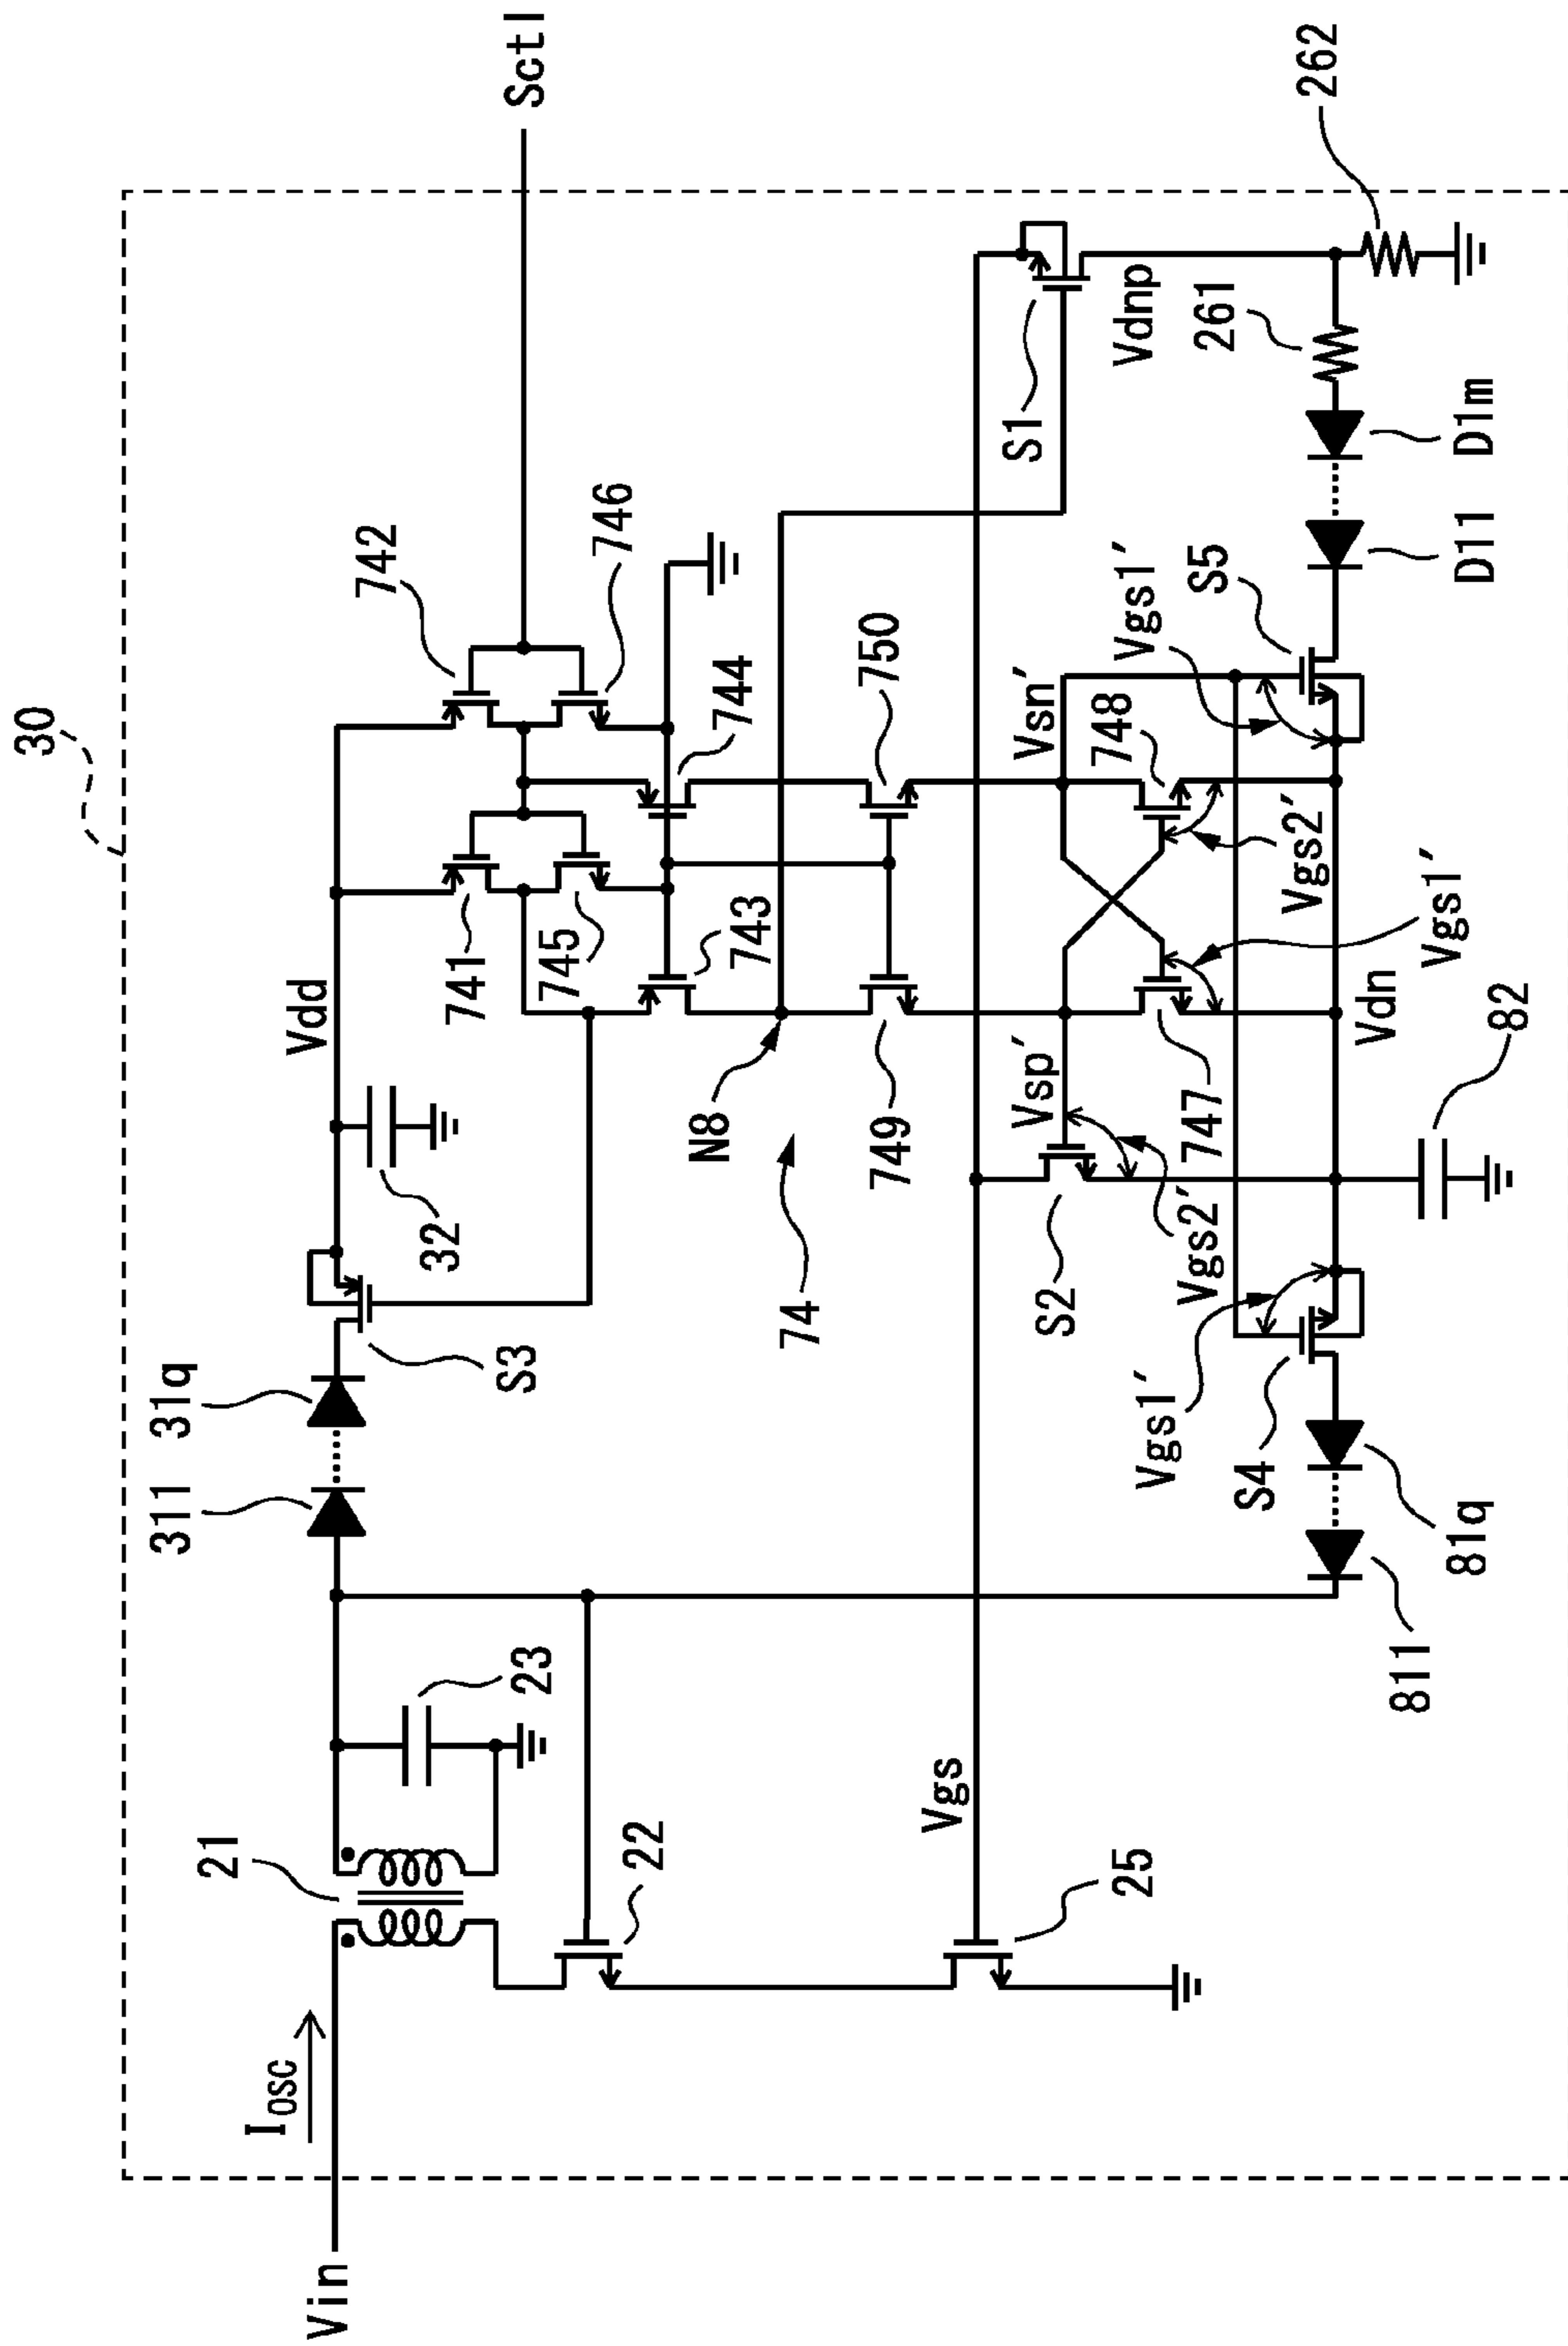 30
Sctl
Vin
I_OSC
21
23
22
25
Vgs
311
31q
S3
32
Vdd
741
742
745
746
743
744
N8
74
749
750
S1
Vdnp
262
261
D1m
D11
S5
Vgs1'
Vsn'
748
Vgs2'
Vgs1'
Vsp'
747
Vdn
82
S2
Vgs2'
Vgs1'
S4
81q
811